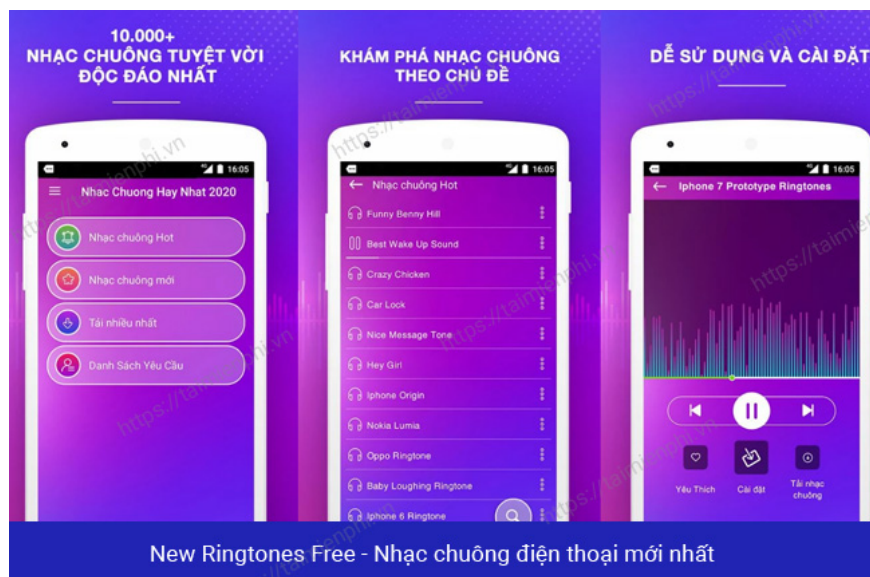 10.000+
NHẠC CHUÔNG TUYỆT VỜI
ĐỘC ĐÁO NHẤT
16:05
Nhac Chuong Hay Nhat 2020
Nhạc chuông Hot
Nhạc chuông mới
Tải nhiều nhất
Danh Sách Yêu Cầu
KHÁM PHÁ NHẠC CHUÔNG
THEO CHỦ ĐỀ
16:05
Nhạc chuông Hot
Funny Benny Hill
Best Wake Up Sound
Crazy Chicken
Car Lock
Nice Message Tone
Hey Girl
Iphone Origin
Nokia Lumia
Oppo Ringtone
Baby Loughing Ringtone
Iphone 6 Ringtone
DỄ SỬ DỤNG VÀ CÀI ĐẶT
16:05
Iphone 7 Prototype Ringtones
Yêu Thích
Cài đặt
Tải nhạc
chuông
New Ringtones Free - Nhạc chuông điện thoại mới nhất
https://taimienphi.vn